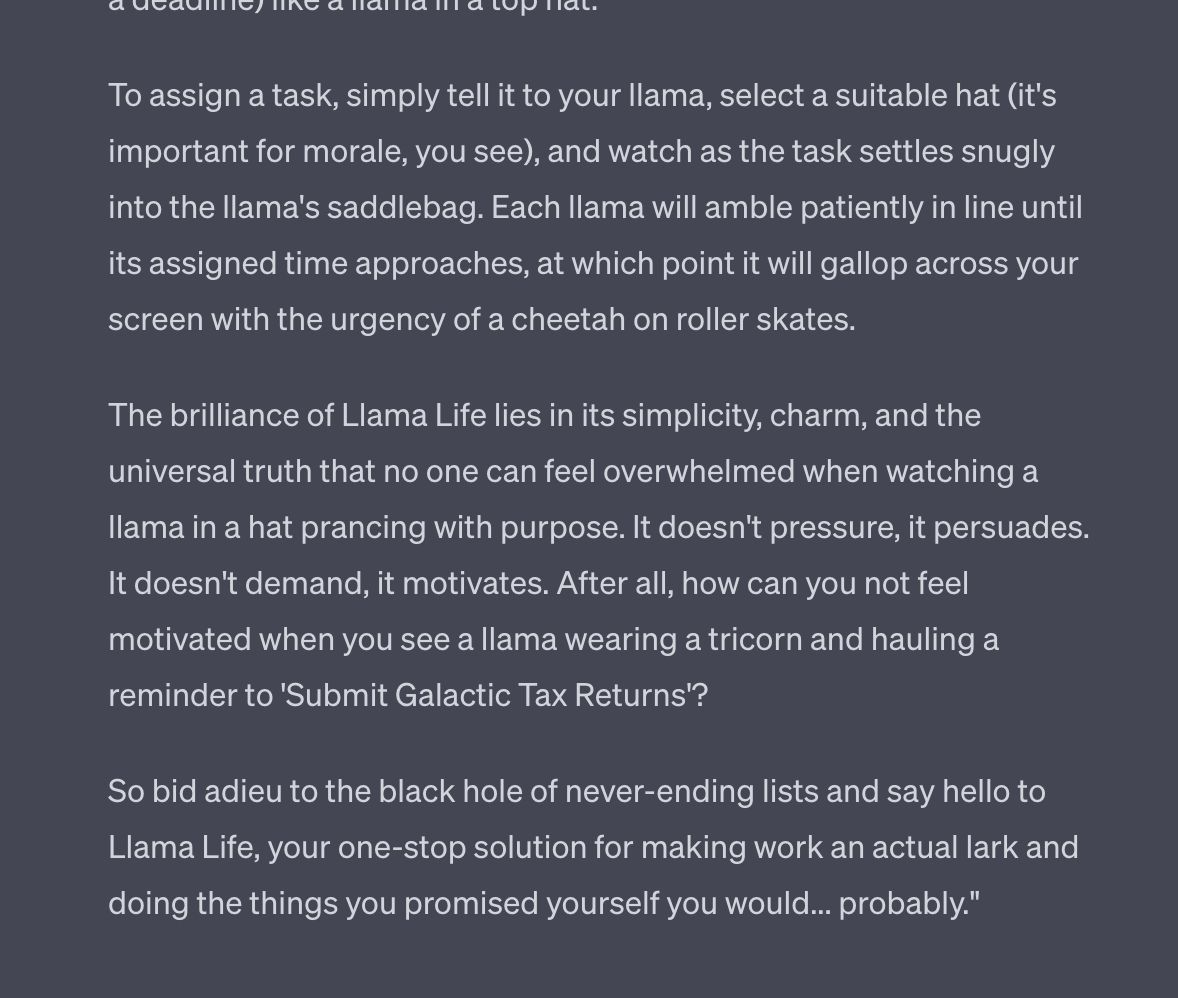 a deadline) like a llama in a top hat.
To assign a task, simply tell it to your llama, select a suitable hat (it's
important for morale, you see), and watch as the task settles snugly
into the llama's saddlebag. Each llama will amble patiently in line until
its assigned time approaches, at which point it will gallop across your
screen with the urgency of a cheetah on roller skates.
The brilliance of Llama Life lies in its simplicity, charm, and the
universal truth that no one can feel overwhelmed when watching a
llama in a hat prancing with purpose. It doesn't pressure, it persuades.
It doesn't demand, it motivates. After all, how can you not feel
motivated when you see a llama wearing a tricorn and hauling a
reminder to 'Submit Galactic Tax Returns'?
So bid adieu to the black hole of never-ending lists and say hello to
Llama Life, your one-stop solution for making work an actual lark and
doing the things you promised yourself you would... probably."